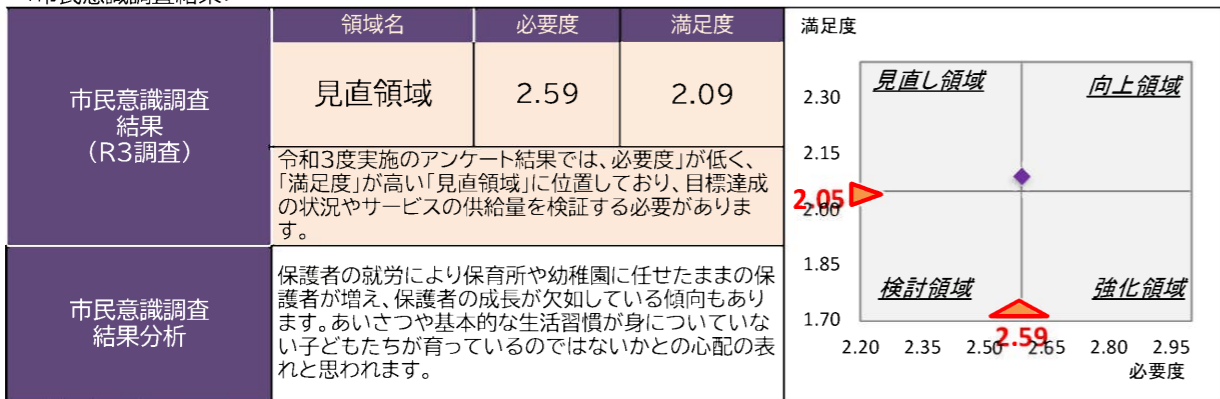 領域名 必要度 満足度
市民意識調査
結果
（R3調査）
見直領域 2.59 2.09
令和3度実施のアンケート結果では、必要度」が低く、
「満足度」が高い「見直領域」に位置しており、目標達成
の状況やサービスの供給量を検証する必要がありま
す。
市民意識調査
結果分析
保護者の就労により保育所や幼稚園に任せたままの保
護者が増え、保護者の成長が欠如している傾向もあり
ます。あいさつや基本的な生活習慣が身についていな
い子どもたちが育っているのではないかとの心配の表
れと思われます。
満足度
見直し領域 向上領域
2.30
2.15
2.05
2.00
1.85
検討領域 強化領域
1.70
2.59
2.20 2.35 2.50 2.65 2.80 2.95
必要度